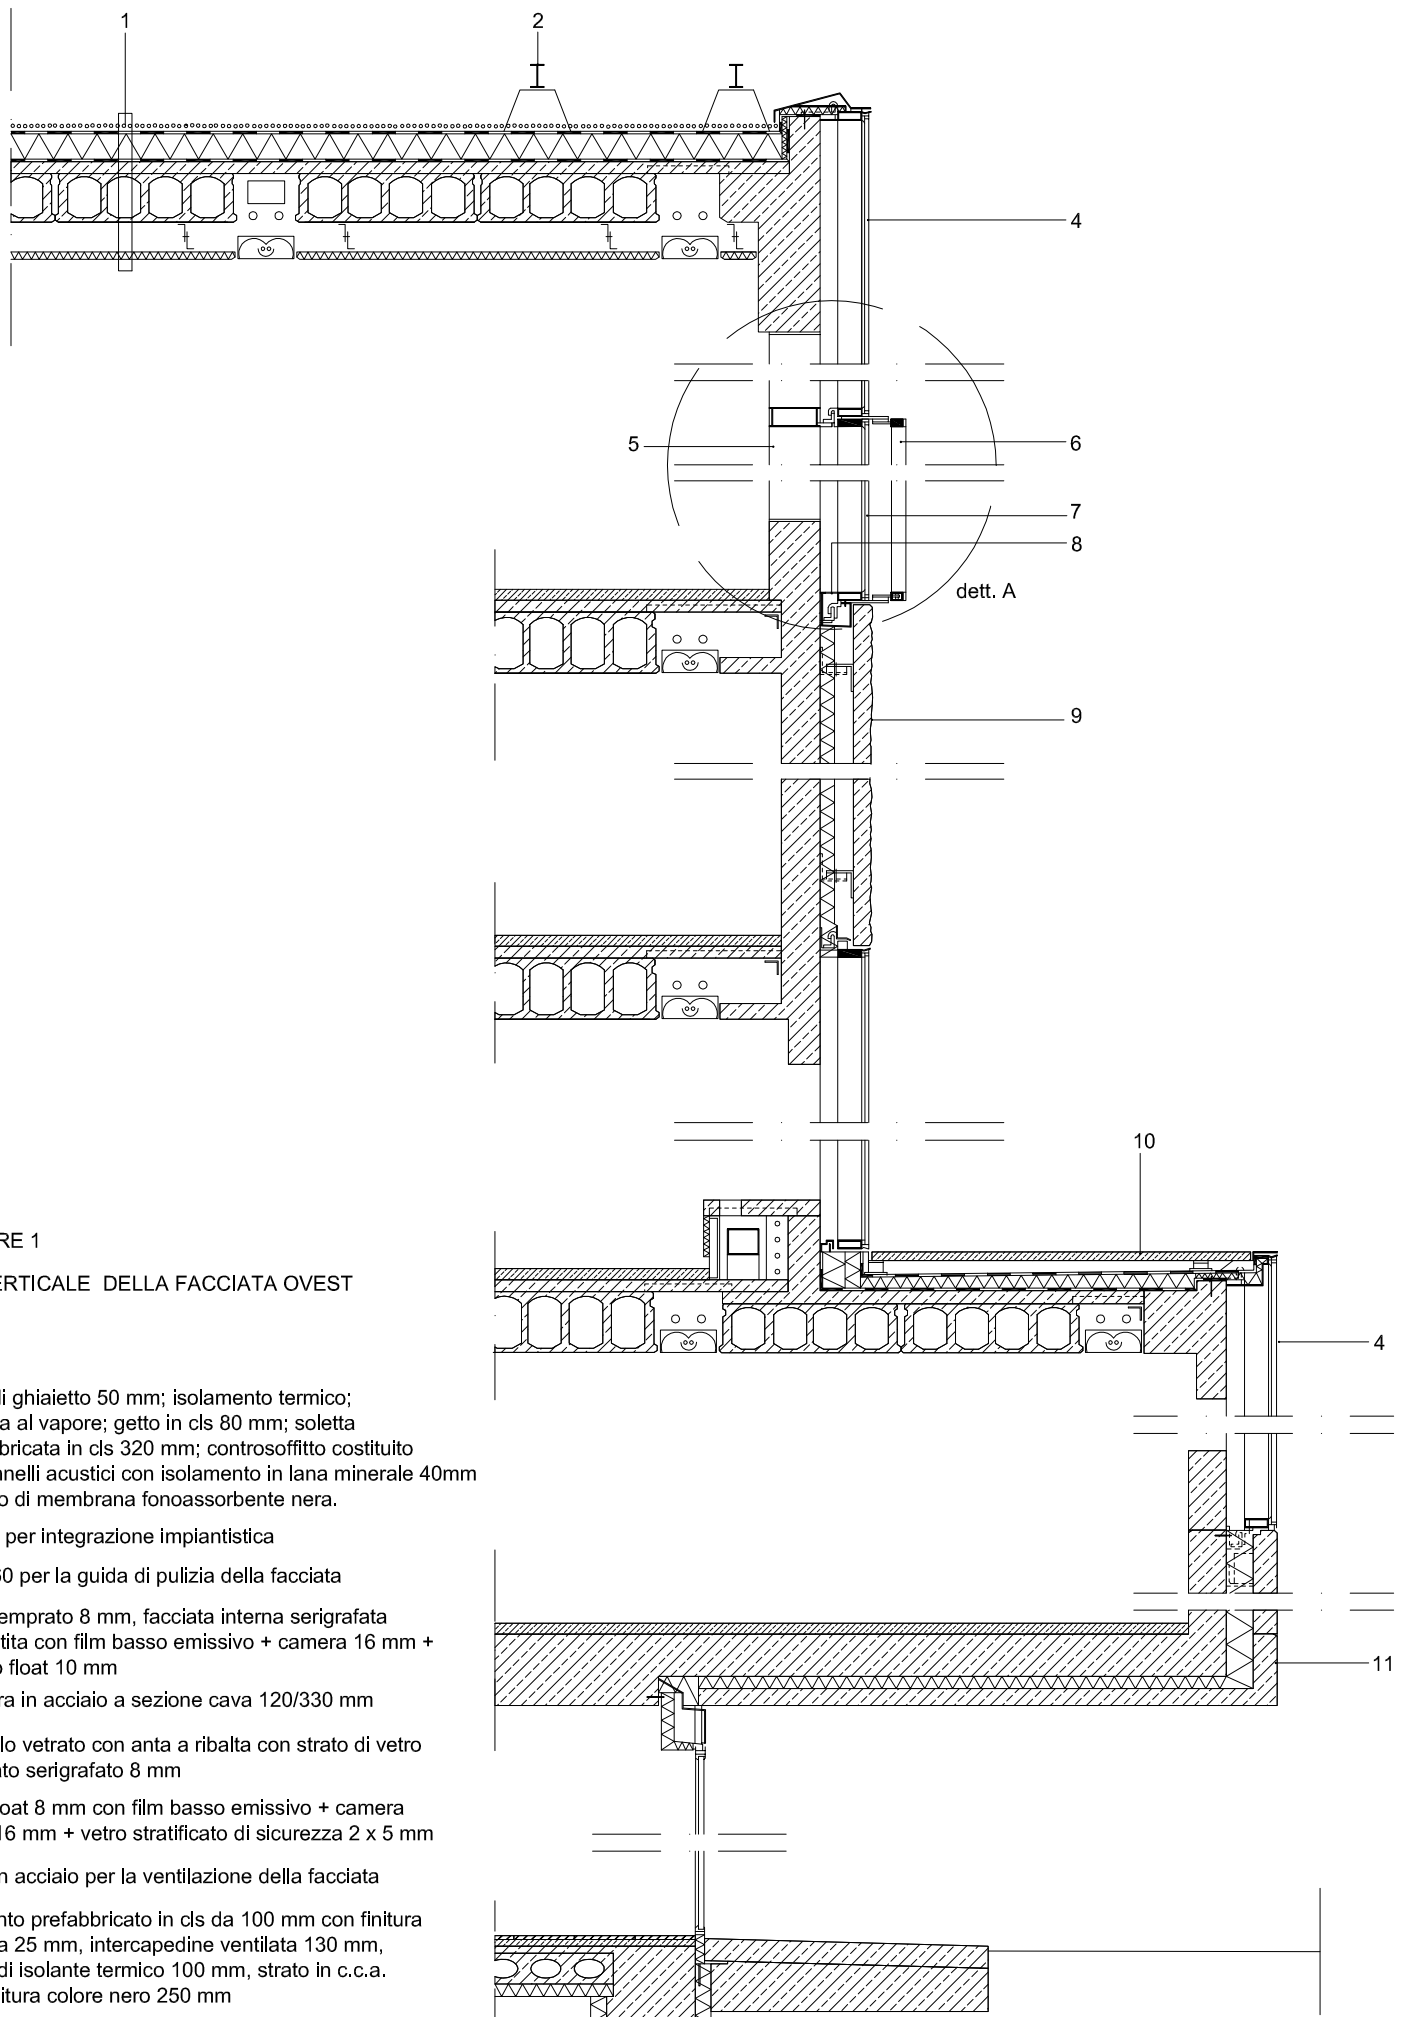 1
2
4
5
6
7
8
dett. A
9
10
4
11
RE 1
ERTICALE DELLA FACCIATA OVEST
li ghiaietto 50 mm; isolamento termico;
a al vapore; getto in cls 80 mm; soletta
bricata in cls 320 mm; controsoffitto costituito
nnelli acustici con isolamento in lana minerale 40mm
o di membrana fonoassorbente nera.
per integrazione impiantistica
60 per la guida di pulizia della facciata
emprato 8 mm, facciata interna serigrafata
tita con film basso emissivo + camera 16 mm +
o float 10 mm
ra in acciaio a sezione cava 120/330 mm
lo vetrato con anta a ribalta con strato di vetro
ato serigrafato 8 mm
oat 8 mm con film basso emissivo + camera
16 mm + vetro stratificato di sicurezza 2 x 5 mm
n acciaio per la ventilazione della facciata
nto prefabbricato in cls da 100 mm con finitura
a 25 mm, intercapedine ventilata 130 mm,
di isolante termico 100 mm, strato in c.c.a.
itura colore nero 250 mm